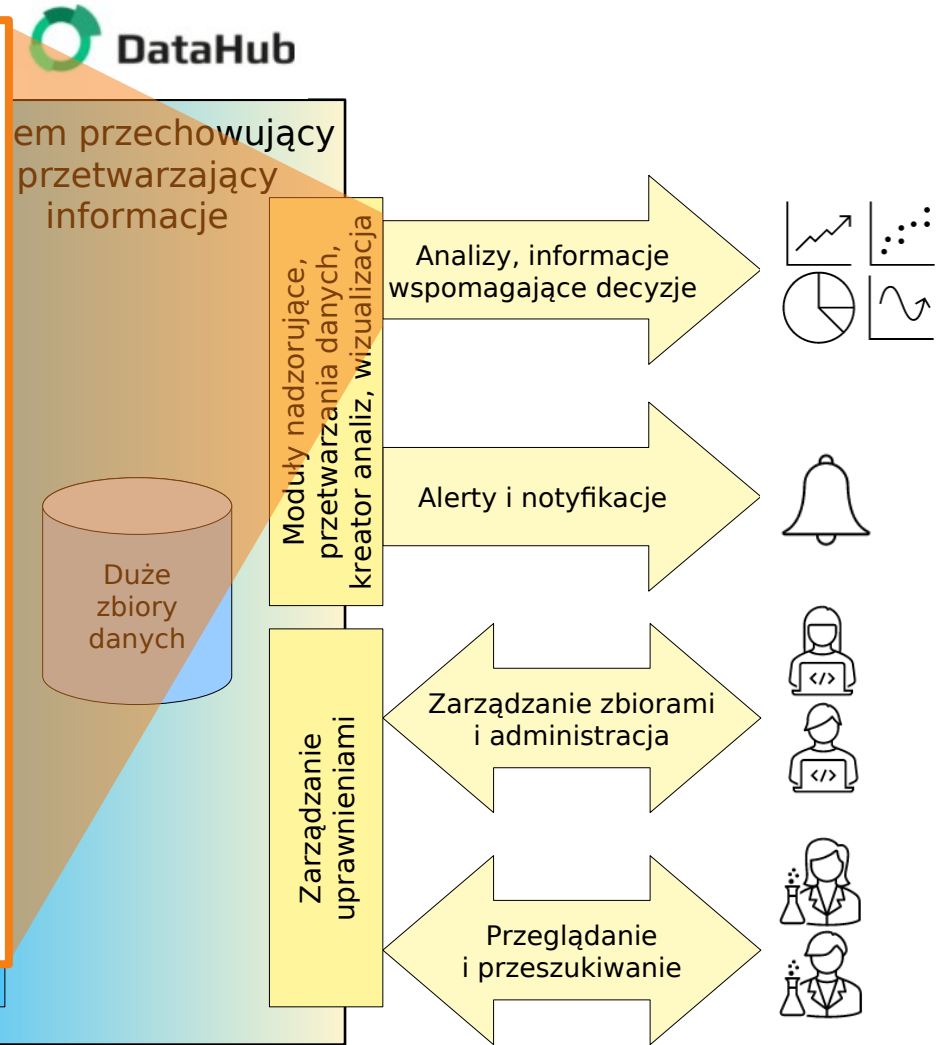 DataHub
em przechowujący
przetwarzający
informacje
Moduły nadzorujące,
przetwarzania danych,
kreator analiz, wizualizacja
Analizy, informacje
wspomagające decyzje
Alerty i notyfikacje
Duże
zbiory
danych
Zarządzanie
uprawnieniami
Zarządzanie zbiorami
i administracja
</>
</>
Przeglądanie
i przeszukiwanie